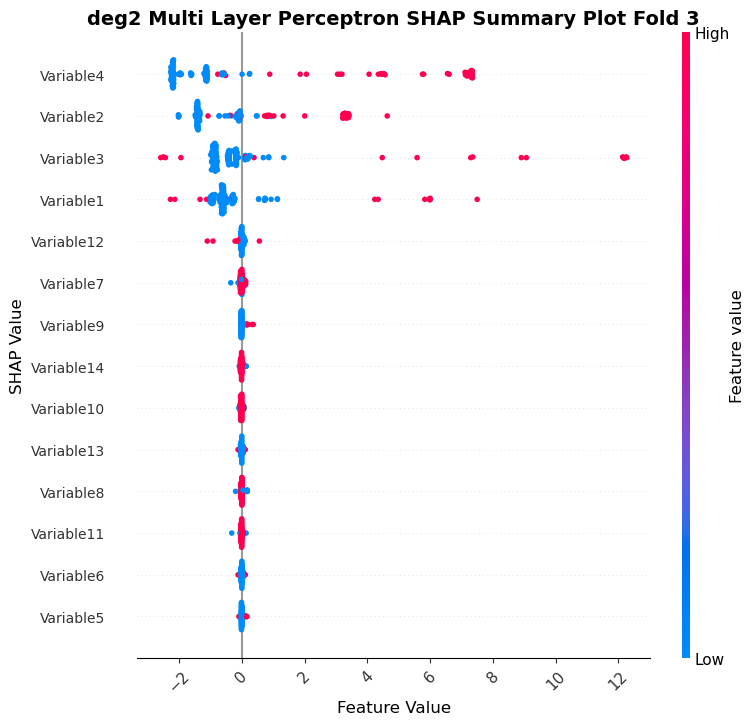 deg2 Multi Layer Perceptron SHAP Summary Plot Fold 3
High
Variable4
Variable2
Variable3
Variable1
Variable12
Variable7
Variable9
Variable14
Variable10
Variable13
Variable8
Variable11
Variable6
Variable5
SHAP Value
Feature value
Low
−2
0
2
4
6
8
10
12
Feature Value